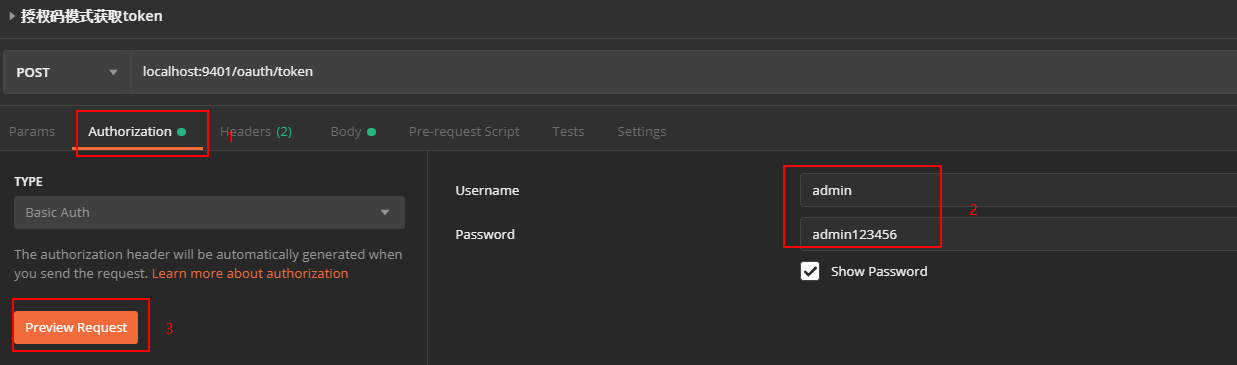 授权码模式获取token
POST
localhost:9401/oauth/token
Params
Authorization
Headers (2)
Body
Pre-request Script
Tests
Settings
1
TYPE
Basic Auth
The authorization header will be automatically generated when
you send the request. Learn more about authorization
Preview Request
3
Username
admin
2
Password
admin123456
Show Password